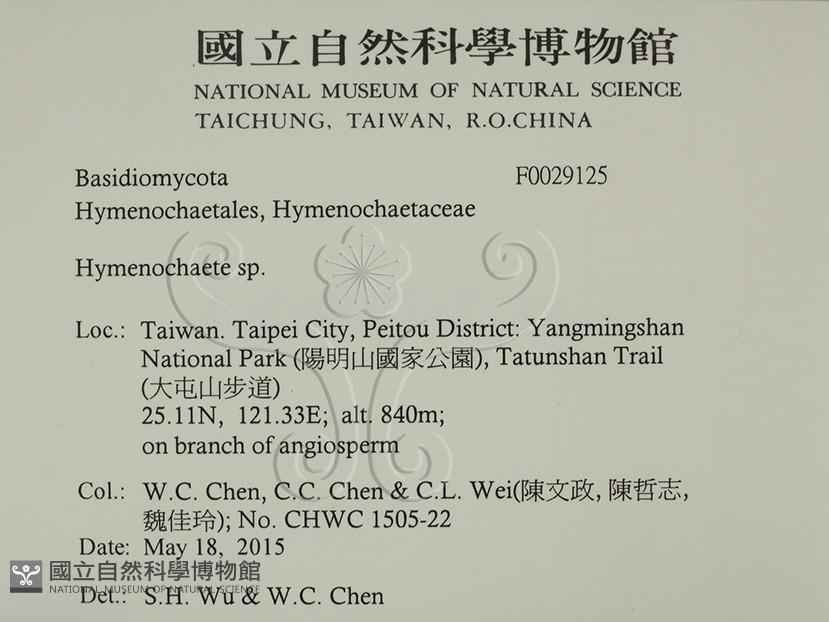 國立自然科學博物館
NATIONAL MUSEUM OF NATURAL SCIENCE
TAICHUNG, TAIWAN, R.O.CHINA
Basidiomycota F0029125
Hymenochaetales, Hymenochaetaceae
Hymenochaete sp.
Loc.: Taiwan. Taipei City, Peitou District: Yangmingshan
National Park (陽明山國家公園), Tatunshan Trail
(大屯山步道)
25.11N, 121.33E; alt. 840m;
on branch of angiosperm
Col.: W.C. Chen, C.C. Chen & C.L. Wei(陳文政, 陳哲志,
魏佳玲); No. CHWC 1505-22
Date: May 18, 2015
國立自然科學博物館
NATIONAL MUSEUM OF NATURAL SCIENCE
Det.: S.H. Wu & W.C. Chen